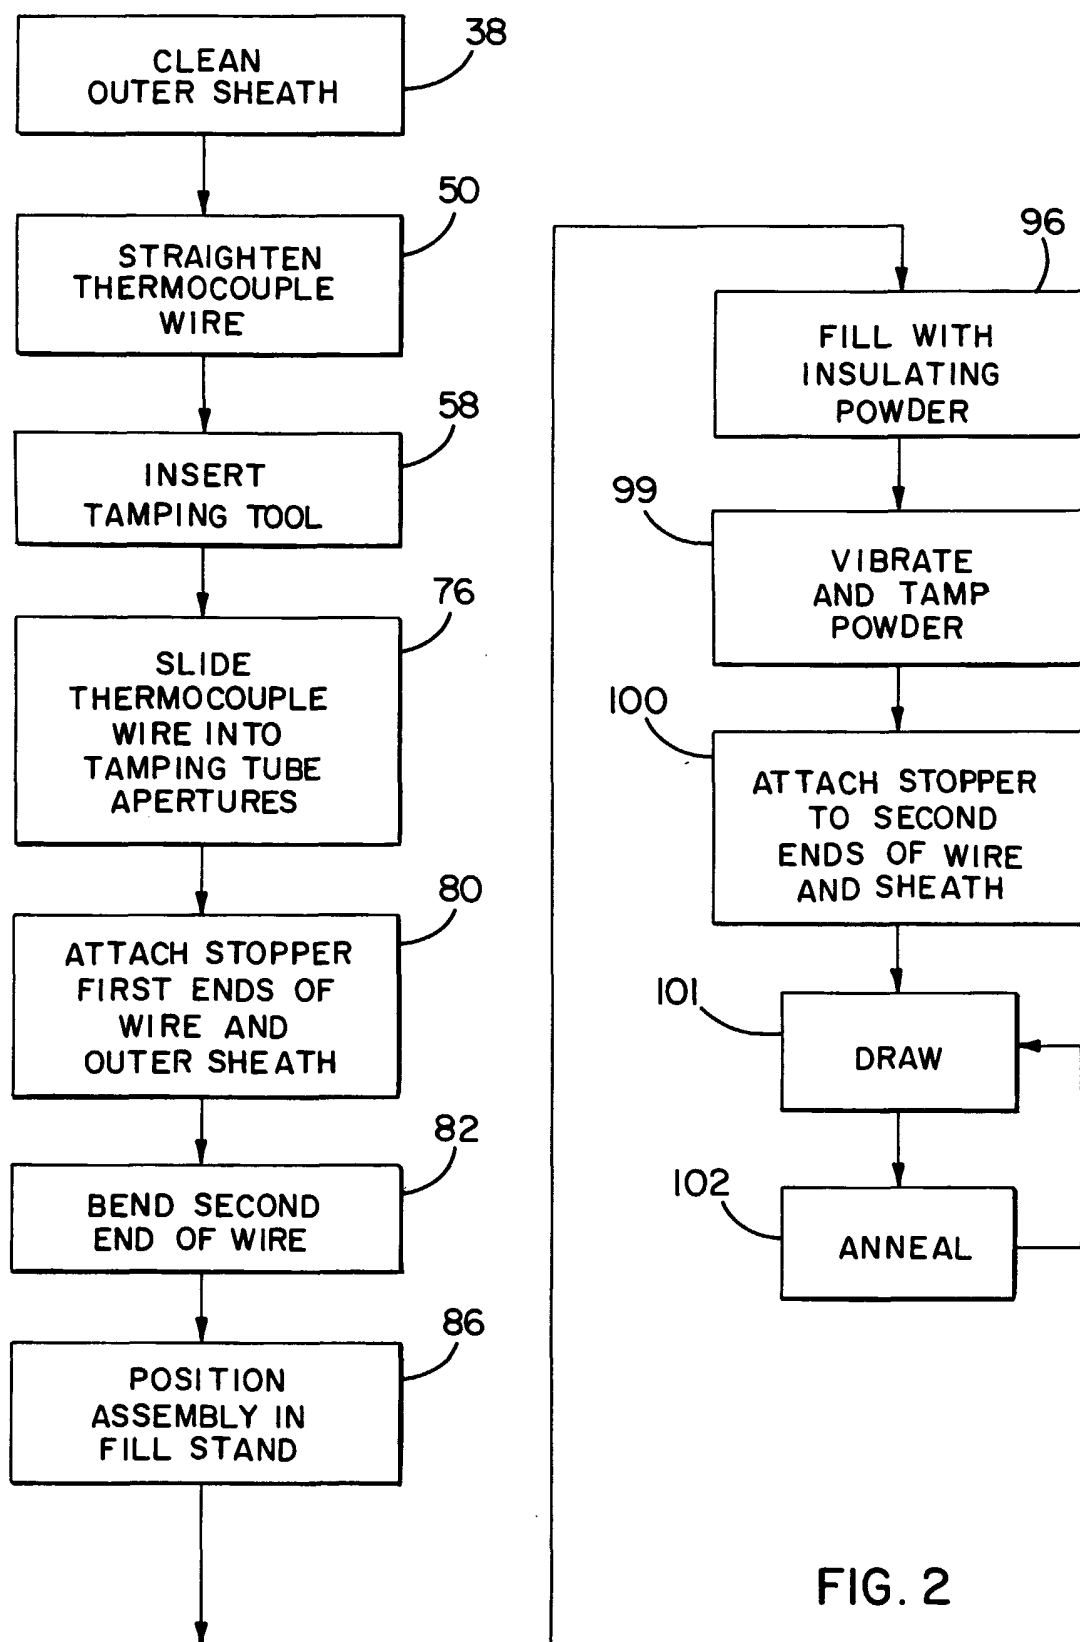 38
CLEAN
OUTER SHEATH
50
STRAIGHTEN
THERMOCOUPLE
WIRE
58
INSERT
TAMPING TOOL
76
SLIDE
THERMOCOUPLE
WIRE INTO
TAMPING TUBE
APERTURES
80
ATTACH STOPPER
FIRST ENDS OF
WIRE AND
OUTER SHEATH
82
BEND SECOND
END OF WIRE
86
POSITION
ASSEMBLY IN
FILL STAND
96
FILL WITH
INSULATING
POWDER
99
VIBRATE
AND TAMP
POWDER
100
ATTACH STOPPER
TO SECOND
ENDS OF WIRE
AND SHEATH
101
DRAW
102
ANNEAL
FIG. 2